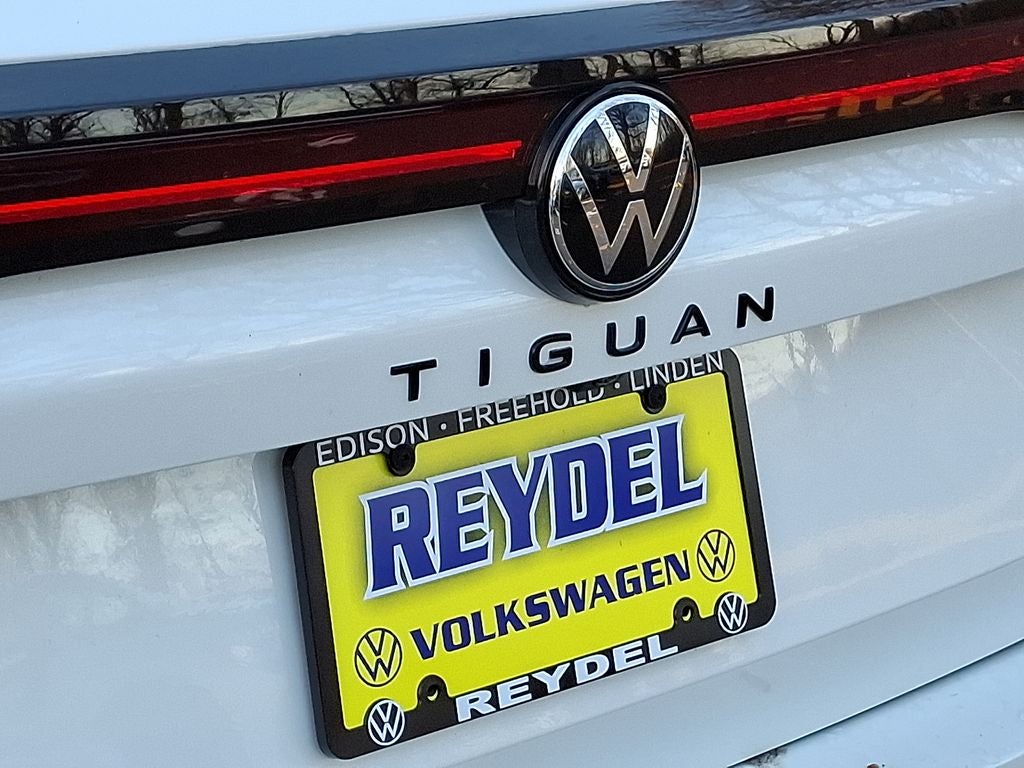 TIGUAN
EDISON · FREEHOLD · LINDEN
REYDEL
VOLKSWAGEN
REYDEL